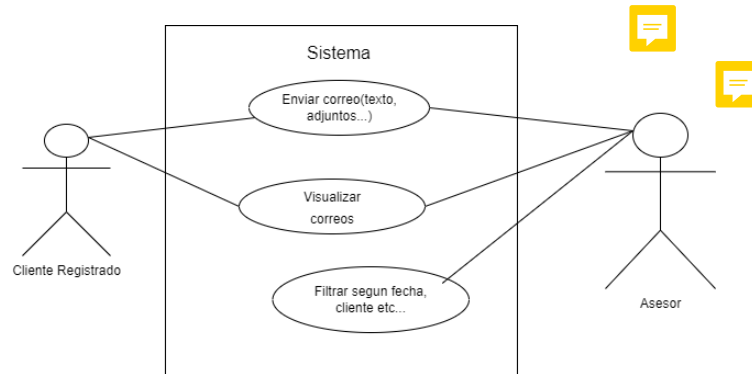 Sistema
Enviar correo(texto,
adjuntos...)
Visualizar
correos
Cliente Registrado
Filtrar segun fecha,
cliente etc...
Asesor